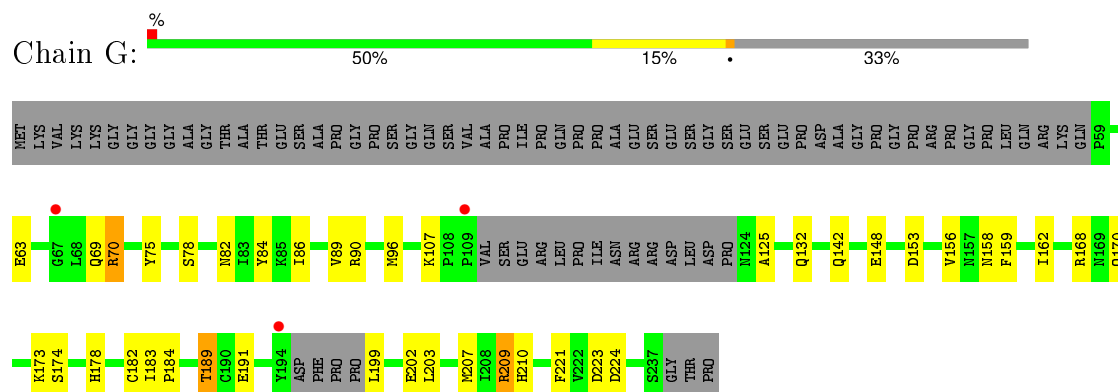 %
Chain G:
50% 15% • 33%
MET LYS VAL LYS LYS GLY GLY GLY GLY GLY ALA GLY THR ALA THR GLU SER ALA PRO GLY PRO SER GLY GLN SER VAL ALA PRO ILE PRO GLN PRO PRO ALA GLU SER GLU SER GLY SER GLU SER GLU PRO ASP ALA GLY PRO GLY PRO ARG PRO GLY PRO LEU GLN ARG LYS GLN P59
E63 G67 L68 Q69 R70 Y75 S78 N82 I83 Y84 K85 I86 V89 R90 M96 K107 P108 P109 VAL SER GLU ARG LEU PRO ILE ASN ARG ARG ASP LEU ASP PRO N124 A125 Q132 Q142 E148 D153 V156 N157 N158 F159 I162 R168 N169 Q170
K173 S174 H178 C182 I183 P184 T189 C190 E191 Y194 ASP PHE PRO PRO L199 E202 L203 M207 I208 R209 H210 F221 V222 D223 D224 S237 GLY THR PRO